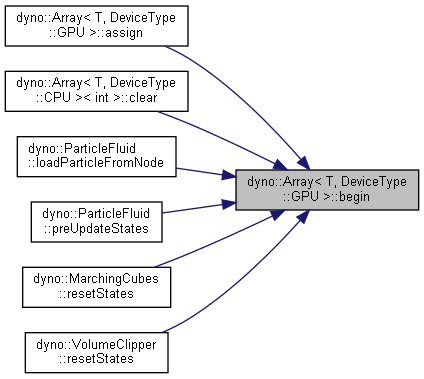 dyno::Array< T, DeviceType
::GPU >::assign
dyno::Array< T, DeviceType
::CPU >< int >::clear
dyno::ParticleFluid
::loadParticleFromNode
dyno::ParticleFluid
::preUpdateStates
dyno::MarchingCubes
::resetStates
dyno::VolumeClipper
::resetStates
dyno::Array< T, DeviceType
::GPU >::begin